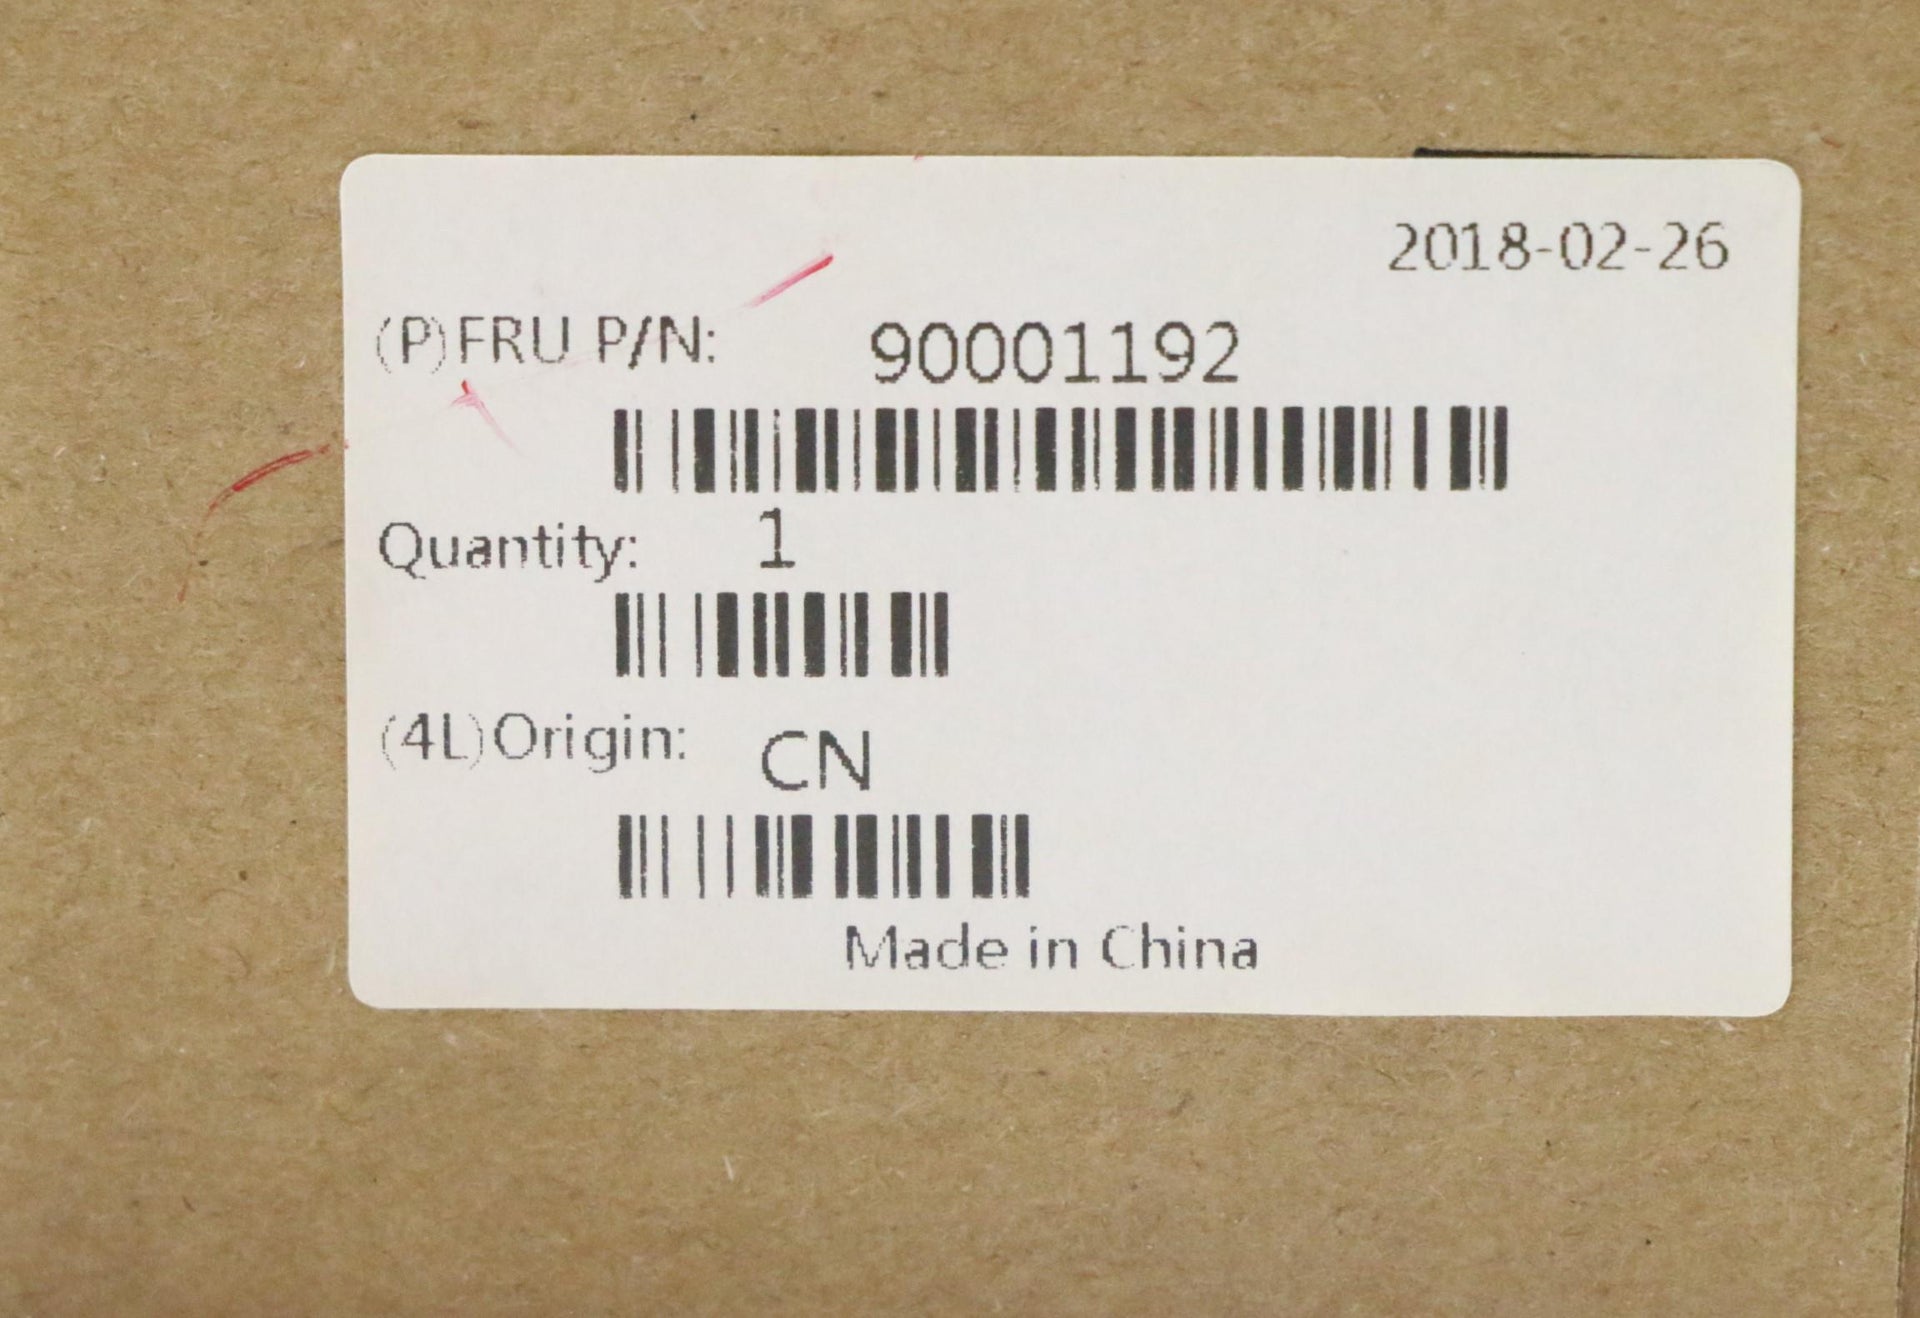 2018-02-26
(P)FRU P/N: 90001192
Quantity: 1
(4L)Origin: CN
Made in China